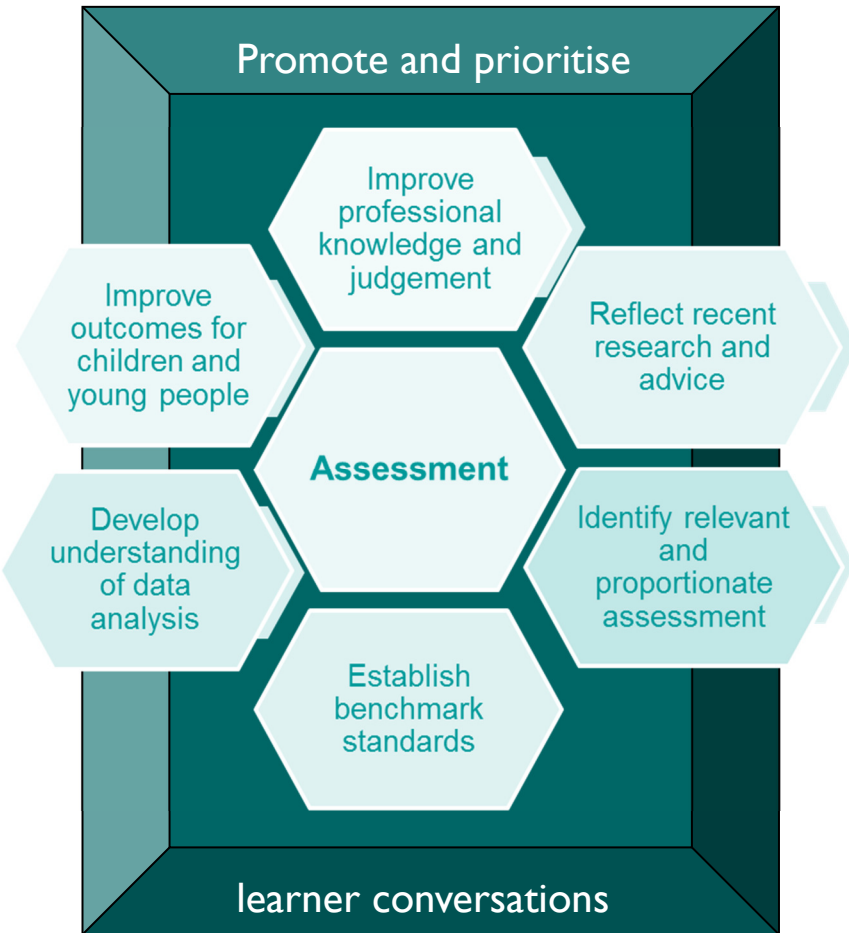 Promote and prioritise
Improve
professional
knowledge and
judgement
Reflect recent
research and
advice
Identify relevant
and
proportionate
assessment
Establish
benchmark
standards
Develop
understanding
of data
analysis
Improve
outcomes for
children and
young people
Assessment
learner conversations